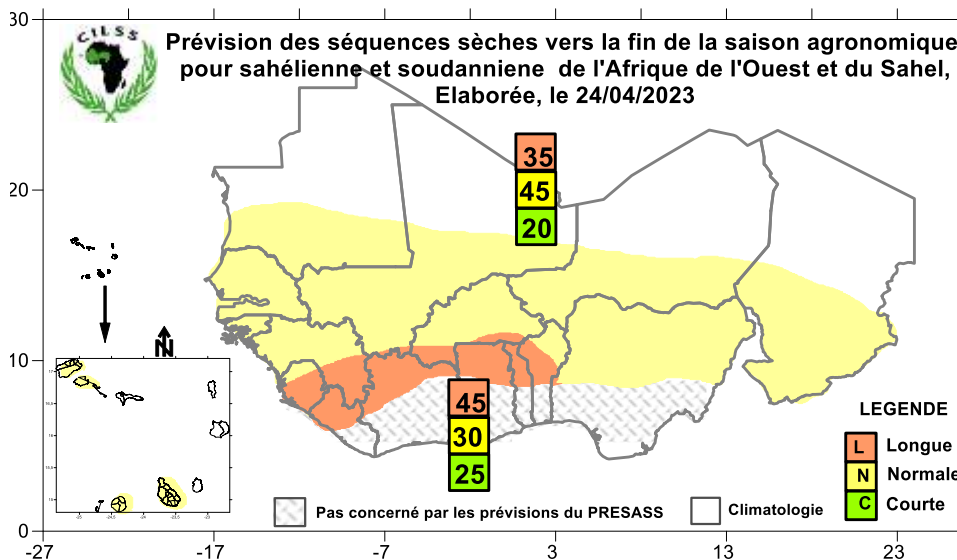 30
CILSS
Prévision des séquences sèches vers la fin de la saison agronomique
pour sahélienne et soudanniene de l'Afrique de l'Ouest et du Sahel,
Elaborée, le 24/04/2023
35
45
20
20
N
10
45
30
25
LEGENDE
L Longue
N Normale
C Courte
Pas concerné par les prévisions du PRESASS
Climatologie
0
-27 -17 -7 3 13 23